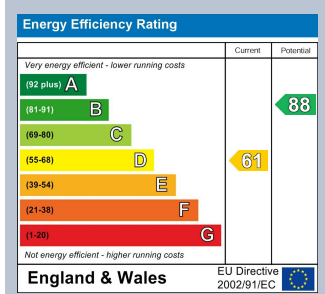 Energy Efficiency Rating
Current Potential
Very energy efficient - lower running costs
(92 plus) A
(81-91) B
88
(69-80) C
(55-68) D
61
(39-54) E
(21-38) F
(1-20) G
Not energy efficient - higher running costs
England & Wales
EU Directive
2002/91/EC